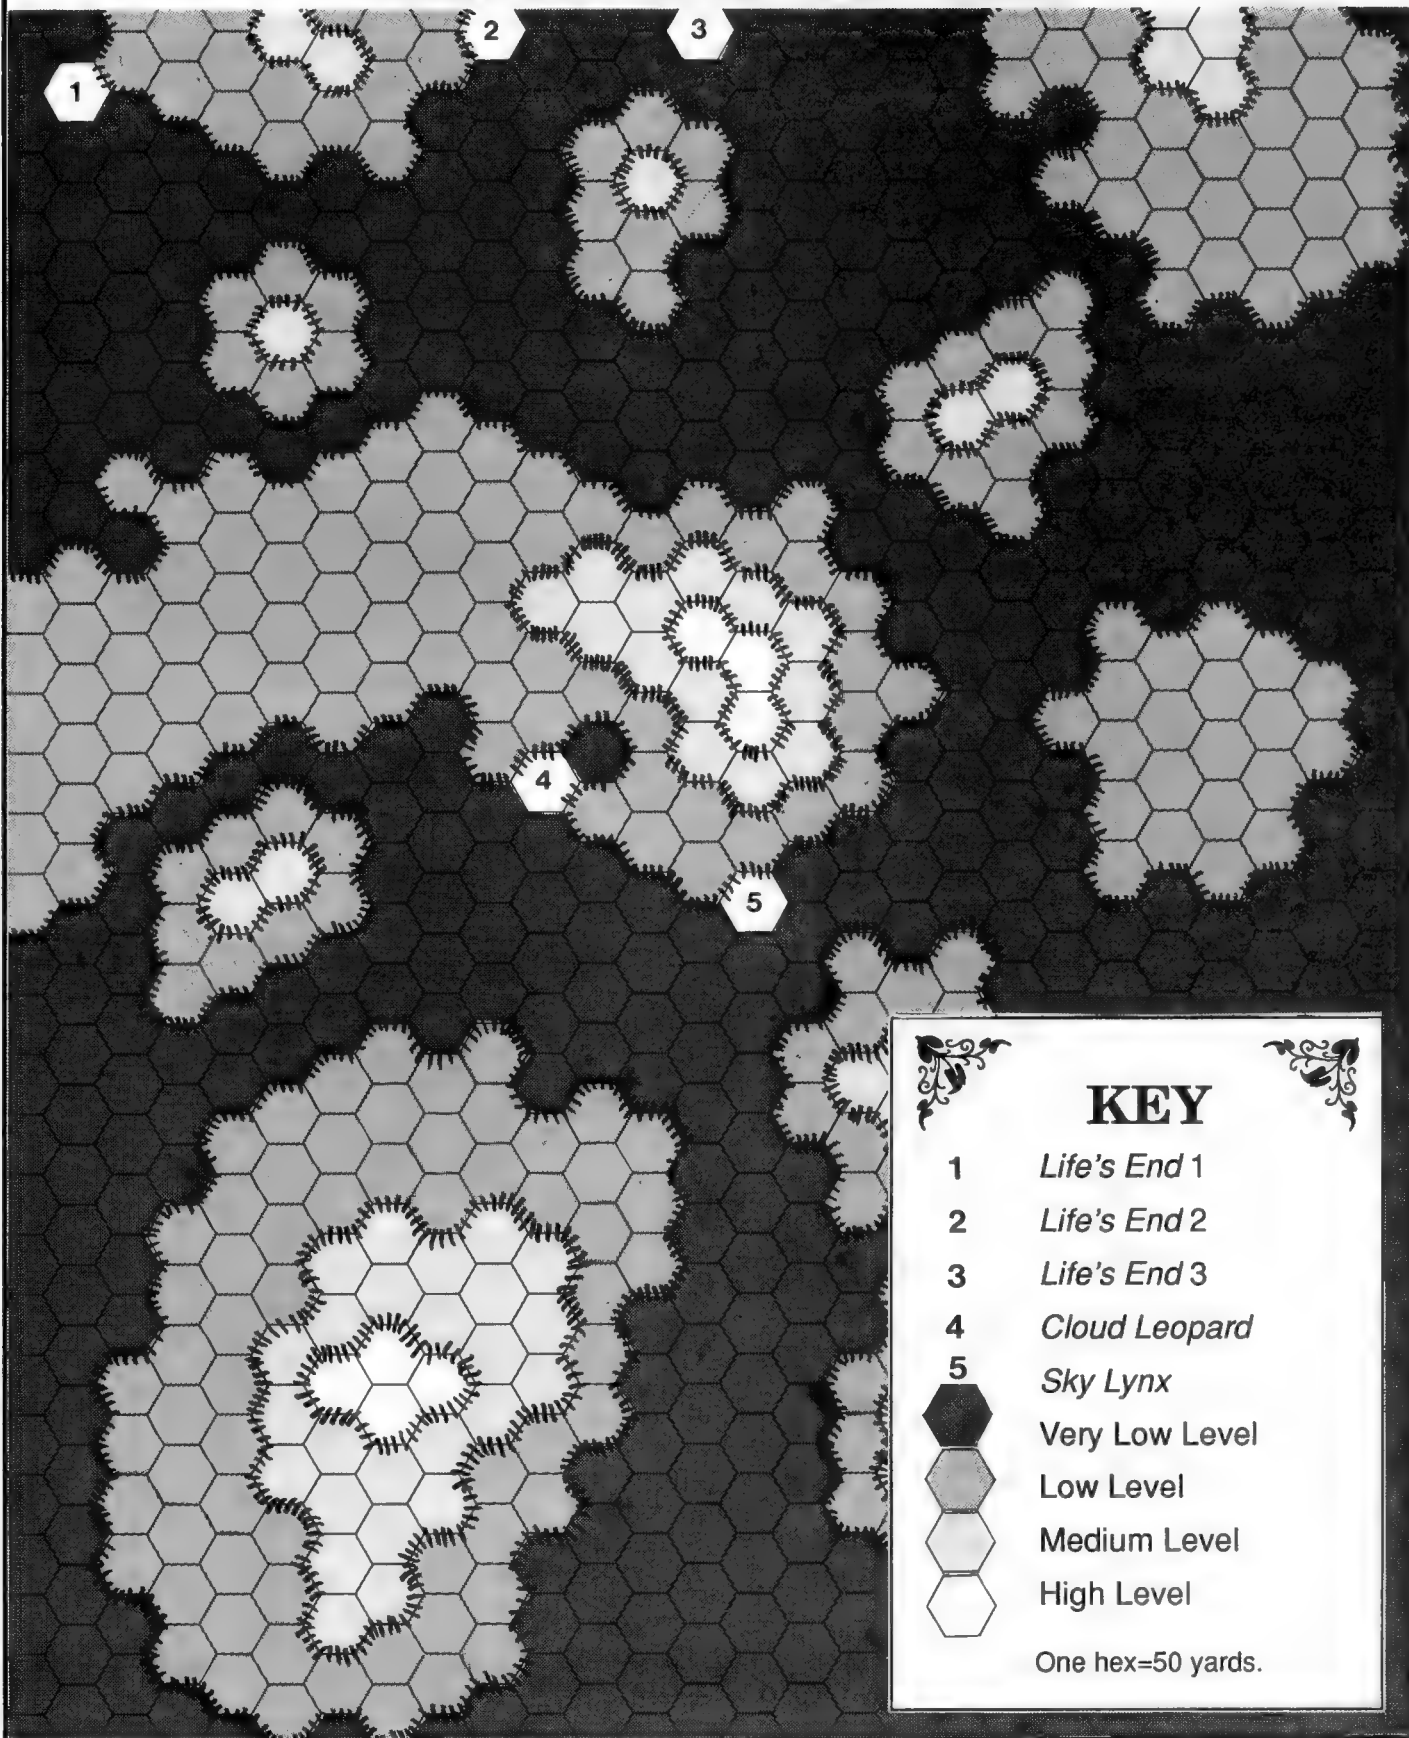 2
3
1
4
5
KEY
1 Life's End 1
2 Life's End 2
3 Life's End 3
4 Cloud Leopard
5 Sky Lynx
Very Low Level
Low Level
Medium Level
High Level
One hex=50 yards.